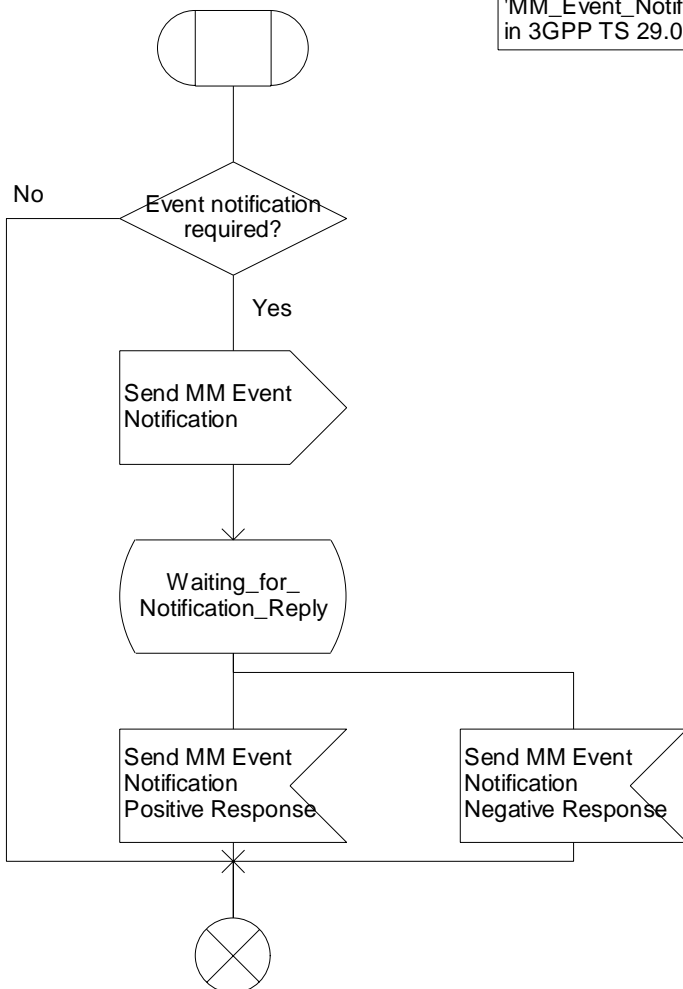 'MM_Event_Notif
in 3GPP TS 29.0
No
Event notification
required?
Yes
Send MM Event
Notification
Waiting_for_
Notification_Reply
Send MM Event
Notification
Positive Response
Send MM Event
Notification
Negative Response